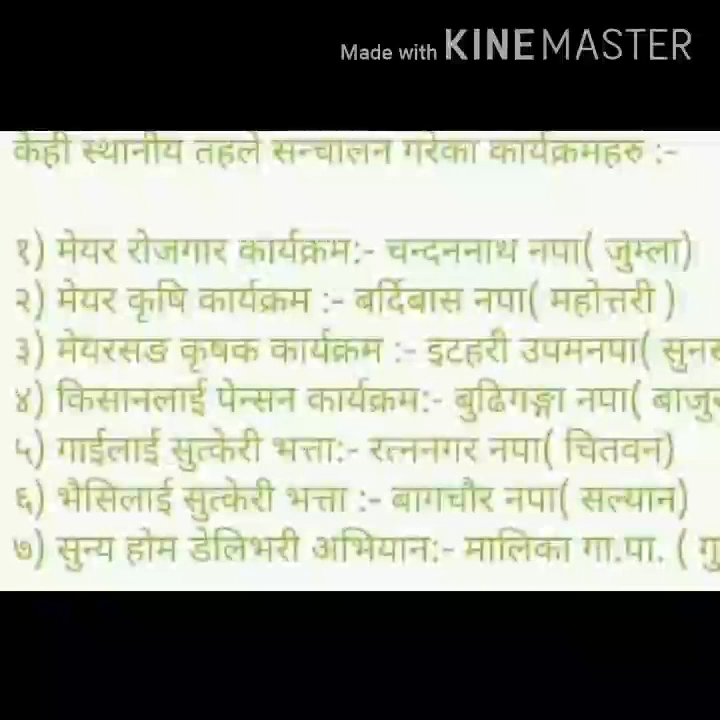 Made with KINEMASTER
केही स्थानीय तहले सन्चालन गरेका कार्यक्रमहरु :-
१) मेयर रोजगार कार्यक्रम:- चन्दननाथ नपा( जुम्ला)
२) मेयर कृषि कार्यक्रम :- बर्दिबास नपा( महोत्तरी )
३) मेयरसङ कृषक कार्यक्रम :- इटहरी उपमनपा(
४) किसानलाई पेन्सन कार्यक्रम:- बुढिगङ्गा नपा(
५) गाईलाई सुत्केरी भत्ता:- रत्ननगर नपा( चितवन)
६) भैसिलाई सुत्केरी भत्ता :- बागचौर नपा( सल्यान)
७) सुन्य होम डेलिभरी अभियान:- मालिका गा.पा. (